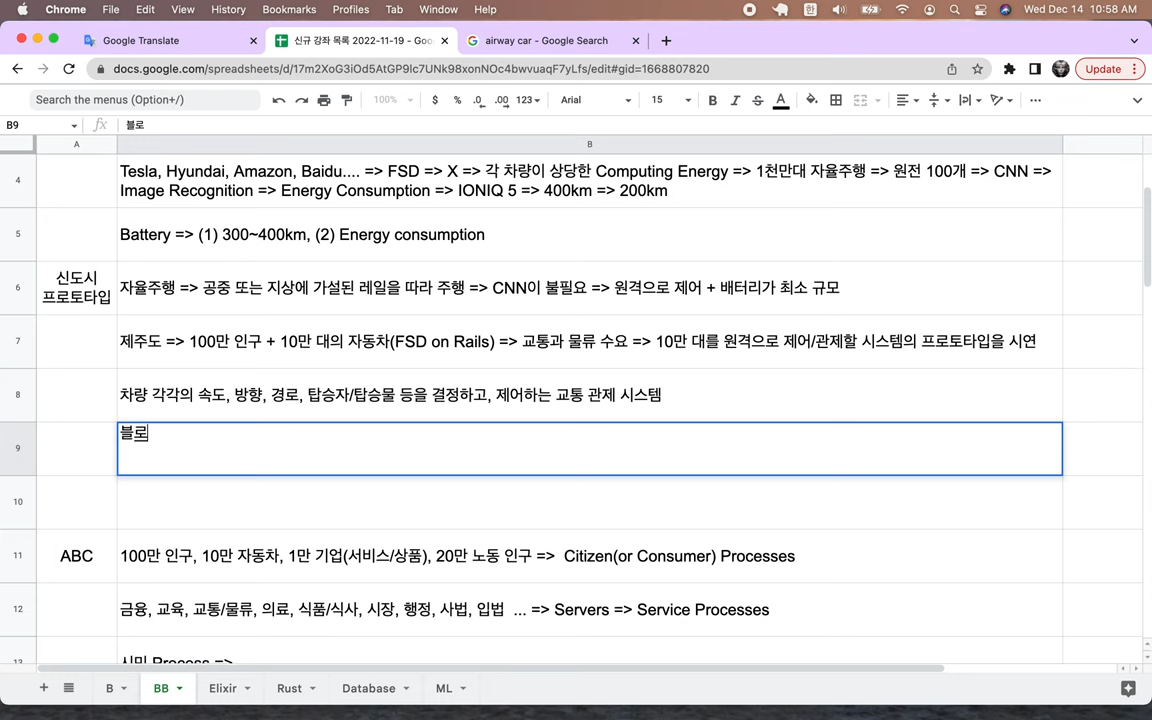 Chrome File Edit View History Bookmarks Profiles Tab Window Help 한 Wed Dec 14 10:58 AM
Google Translate 신규 강좌 목록 2022-11-19 - Goo airway car - Google Search
docs.google.com/spreadsheets/d/17m2XoG3iOd5AtGP9lc7UNk98xonNOc4bwvuaqF7yLfs/edit#gid=1668807820 Update
Search the menus (Option+/) 100% $ % .0 .00 123 Arial 15 B I S A
B9 fx 블로
A B
4 Tesla, Hyundai, Amazon, Baidu.... => FSD => X => 각 차량이 상당한 Computing Energy => 1천만대 자율주행 => 원전 100개 => CNN =>
Image Recognition => Energy Consumption => IONIQ 5 => 400km => 200km
5 Battery => (1) 300~400km, (2) Energy consumption
6 신도시
프로토타입 자율주행 => 공중 또는 지상에 가설된 레일을 따라 주행 => CNN이 불필요 => 원격으로 제어 + 배터리가 최소 규모
7 제주도 => 100만 인구 + 10만 대의 자동차(FSD on Rails) => 교통과 물류 수요 => 10만 대를 원격으로 제어/관제할 시스템의 프로토타입을 시연
8 차량 각각의 속도, 방향, 경로, 탑승자/탑승물 등을 결정하고, 제어하는 교통 관제 시스템
9 블로
10
11 ABC 100만 인구, 10만 자동차, 1만 기업(서비스/상품), 20만 노동 인구 => Citizen(or Consumer) Processes
12 금융, 교육, 교통/물류, 의료, 식품/식사, 시장, 행정, 사법, 입법 ... => Servers => Service Processes
13 시민 Process =>
B BB Elixir Rust Database ML